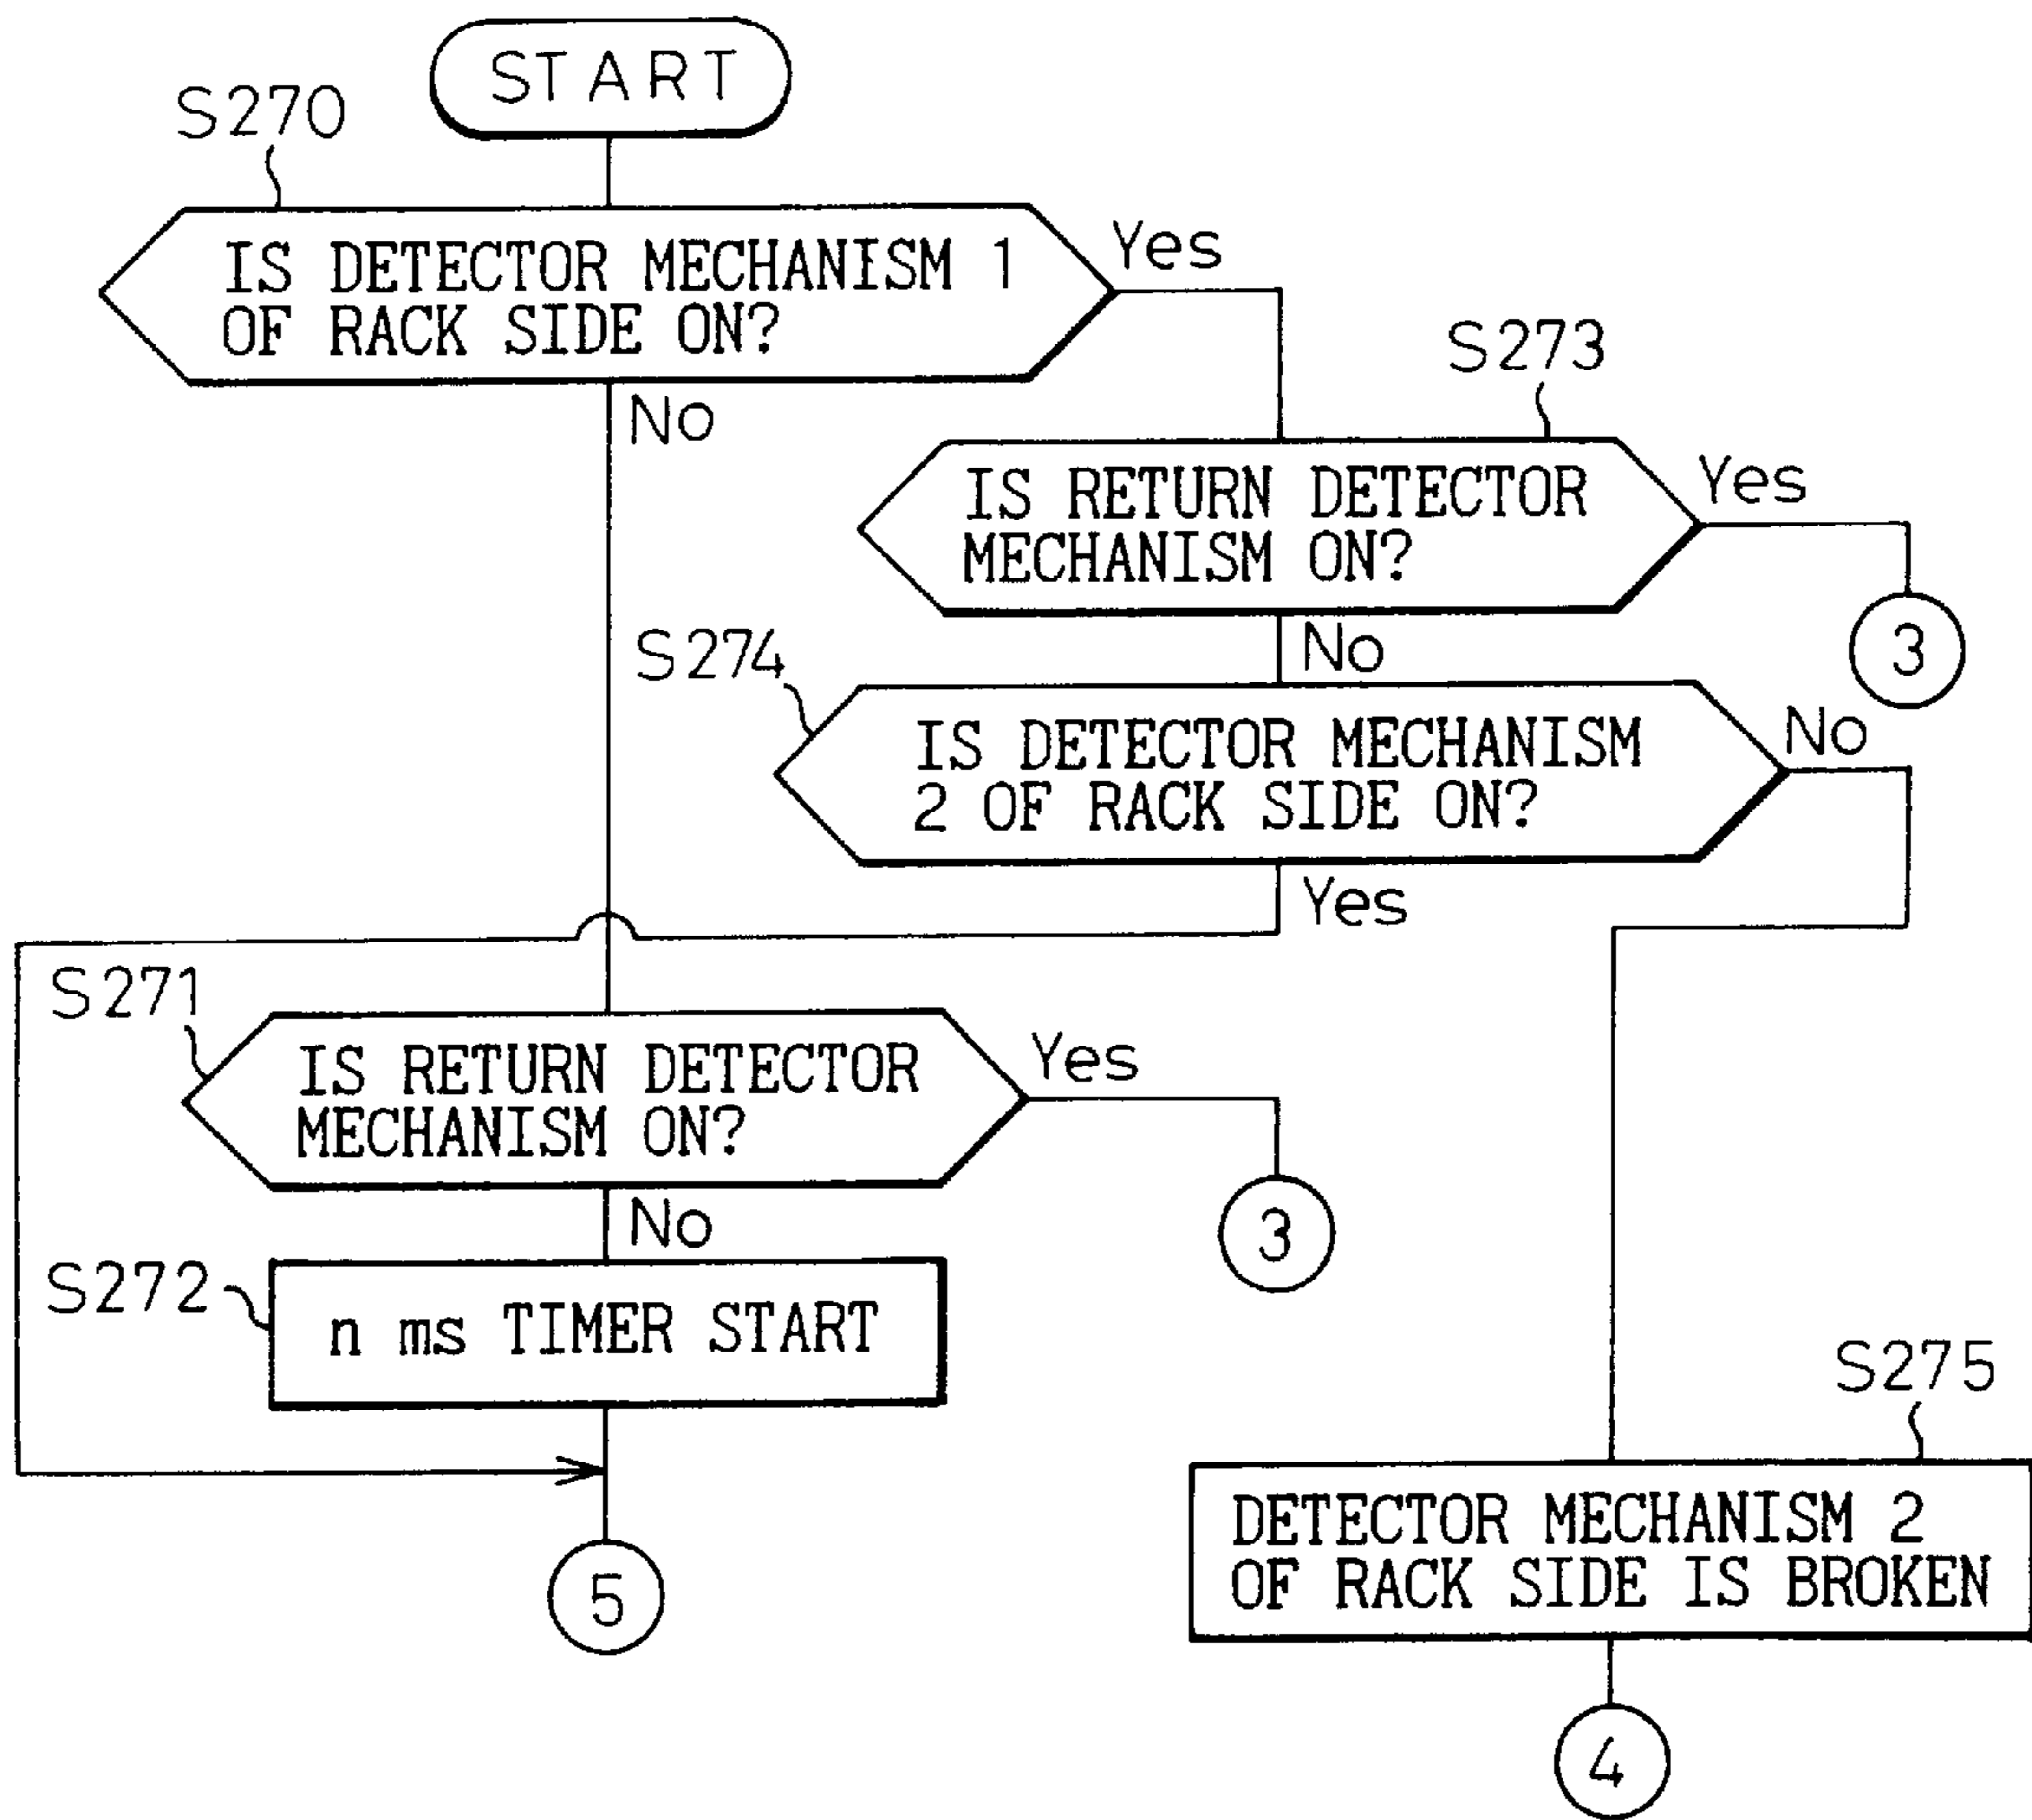 START
S270
IS DETECTOR MECHANISM 1
OF RACK SIDE ON?
Yes
No
S273
IS RETURN DETECTOR
MECHANISM ON?
Yes
3
No
S274
IS DETECTOR MECHANISM
2 OF RACK SIDE ON?
No
Yes
S271
IS RETURN DETECTOR
MECHANISM ON?
Yes
3
No
S272
n ms TIMER START
5
S275
DETECTOR MECHANISM 2
OF RACK SIDE IS BROKEN
4